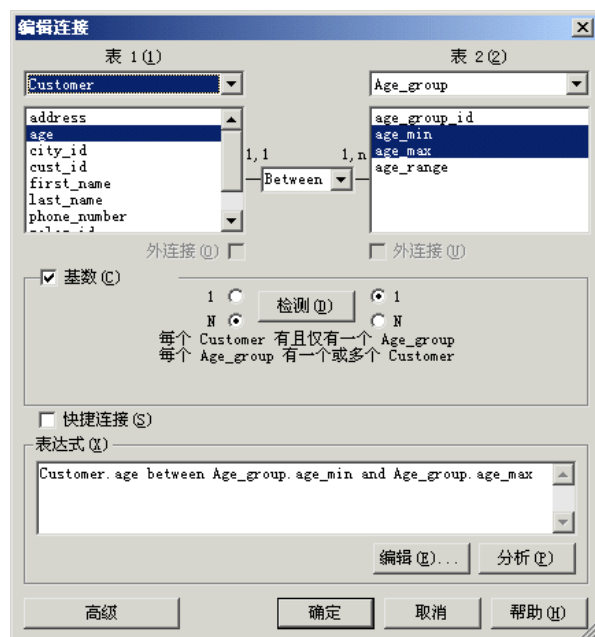 编辑连接
表 1(1) 表 2(2)
Customer Age_group
address age_group_id
age age_min
city_id age_max
cust_id age_range
first_name
last_name
phone_number
1,1 1,n
Between
外连接(O) 外连接(U)
基数(C)
1 检测(D) 1
N N
每个 Customer 有且仅有一个 Age_group
每个 Age_group 有一个或多个 Customer
快捷连接(S)
表达式(X)
Customer.age between Age_group.age_min and Age_group.age_max
编辑(E)... 分析(P)
高级 确定 取消 帮助(H)